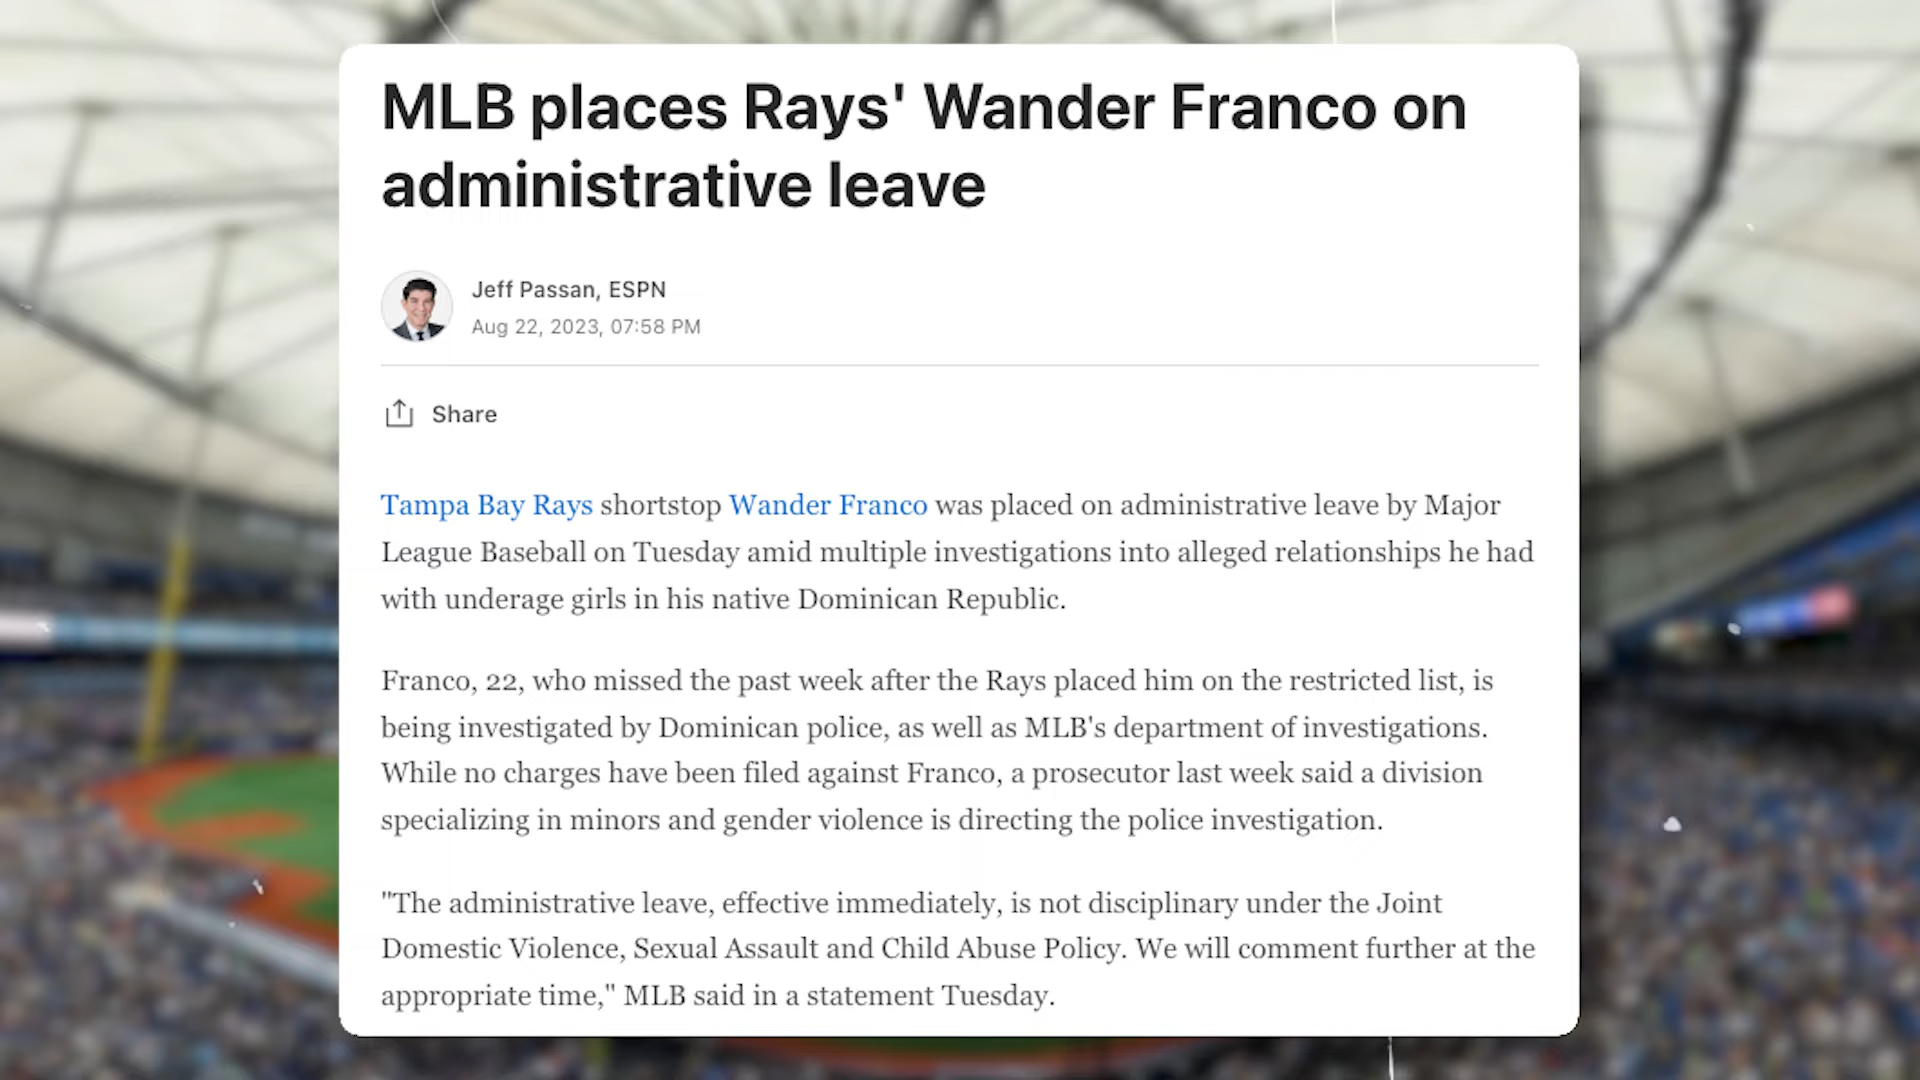 MLB places Rays' Wander Franco on
administrative leave
Jeff Passan, ESPN
Aug 22, 2023, 07:58 PM
Share
Tampa Bay Rays shortstop Wander Franco was placed on administrative leave by Major
League Baseball on Tuesday amid multiple investigations into alleged relationships he had
with underage girls in his native Dominican Republic.
Franco, 22, who missed the past week after the Rays placed him on the restricted list, is
being investigated by Dominican police, as well as MLB's department of investigations.
While no charges have been filed against Franco, a prosecutor last week said a division
specializing in minors and gender violence is directing the police investigation.
"The administrative leave, effective immediately, is not disciplinary under the Joint
Domestic Violence, Sexual Assault and Child Abuse Policy. We will comment further at the
appropriate time," MLB said in a statement Tuesday.